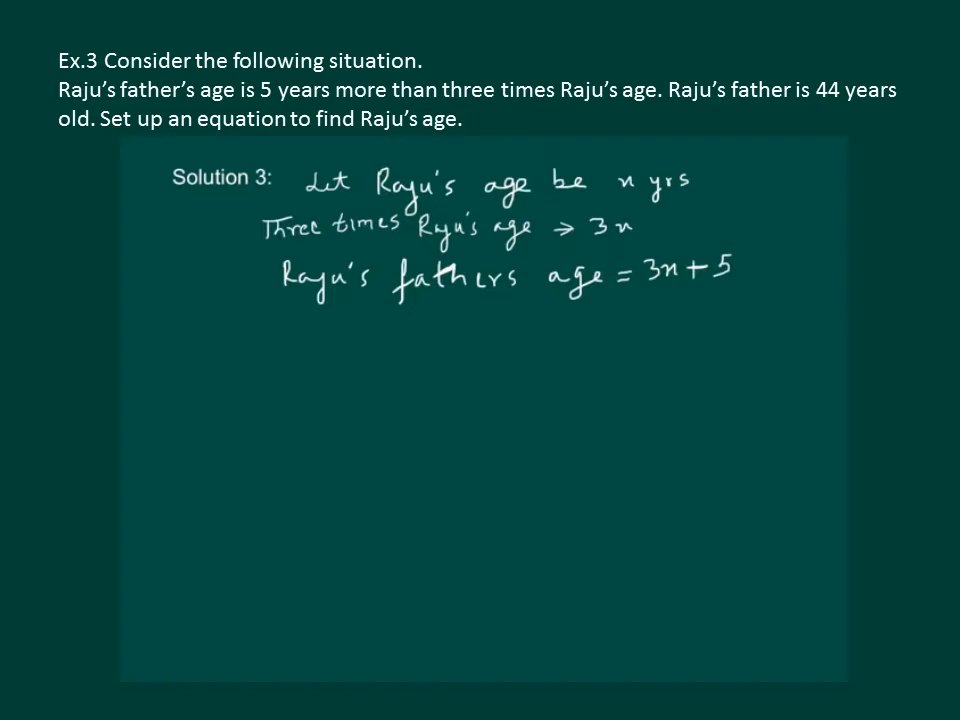 Ex.3 Consider the following situation.
Raju’s father’s age is 5 years more than three times Raju’s age. Raju’s father is 44 years
old. Set up an equation to find Raju’s age.
Solution 3: Let Raju's age be x yrs
Three times Raju's age → 3x
Raju's fathers age = 3x + 5